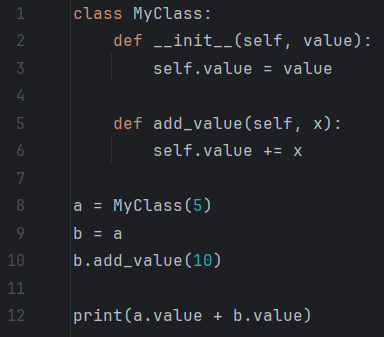 1 class MyClass:
2     def __init__(self, value):
3         self.value = value
4
5     def add_value(self, x):
6         self.value += x
7
8 a = MyClass(5)
9 b = a
10 b.add_value(10)
11
12 print(a.value + b.value)